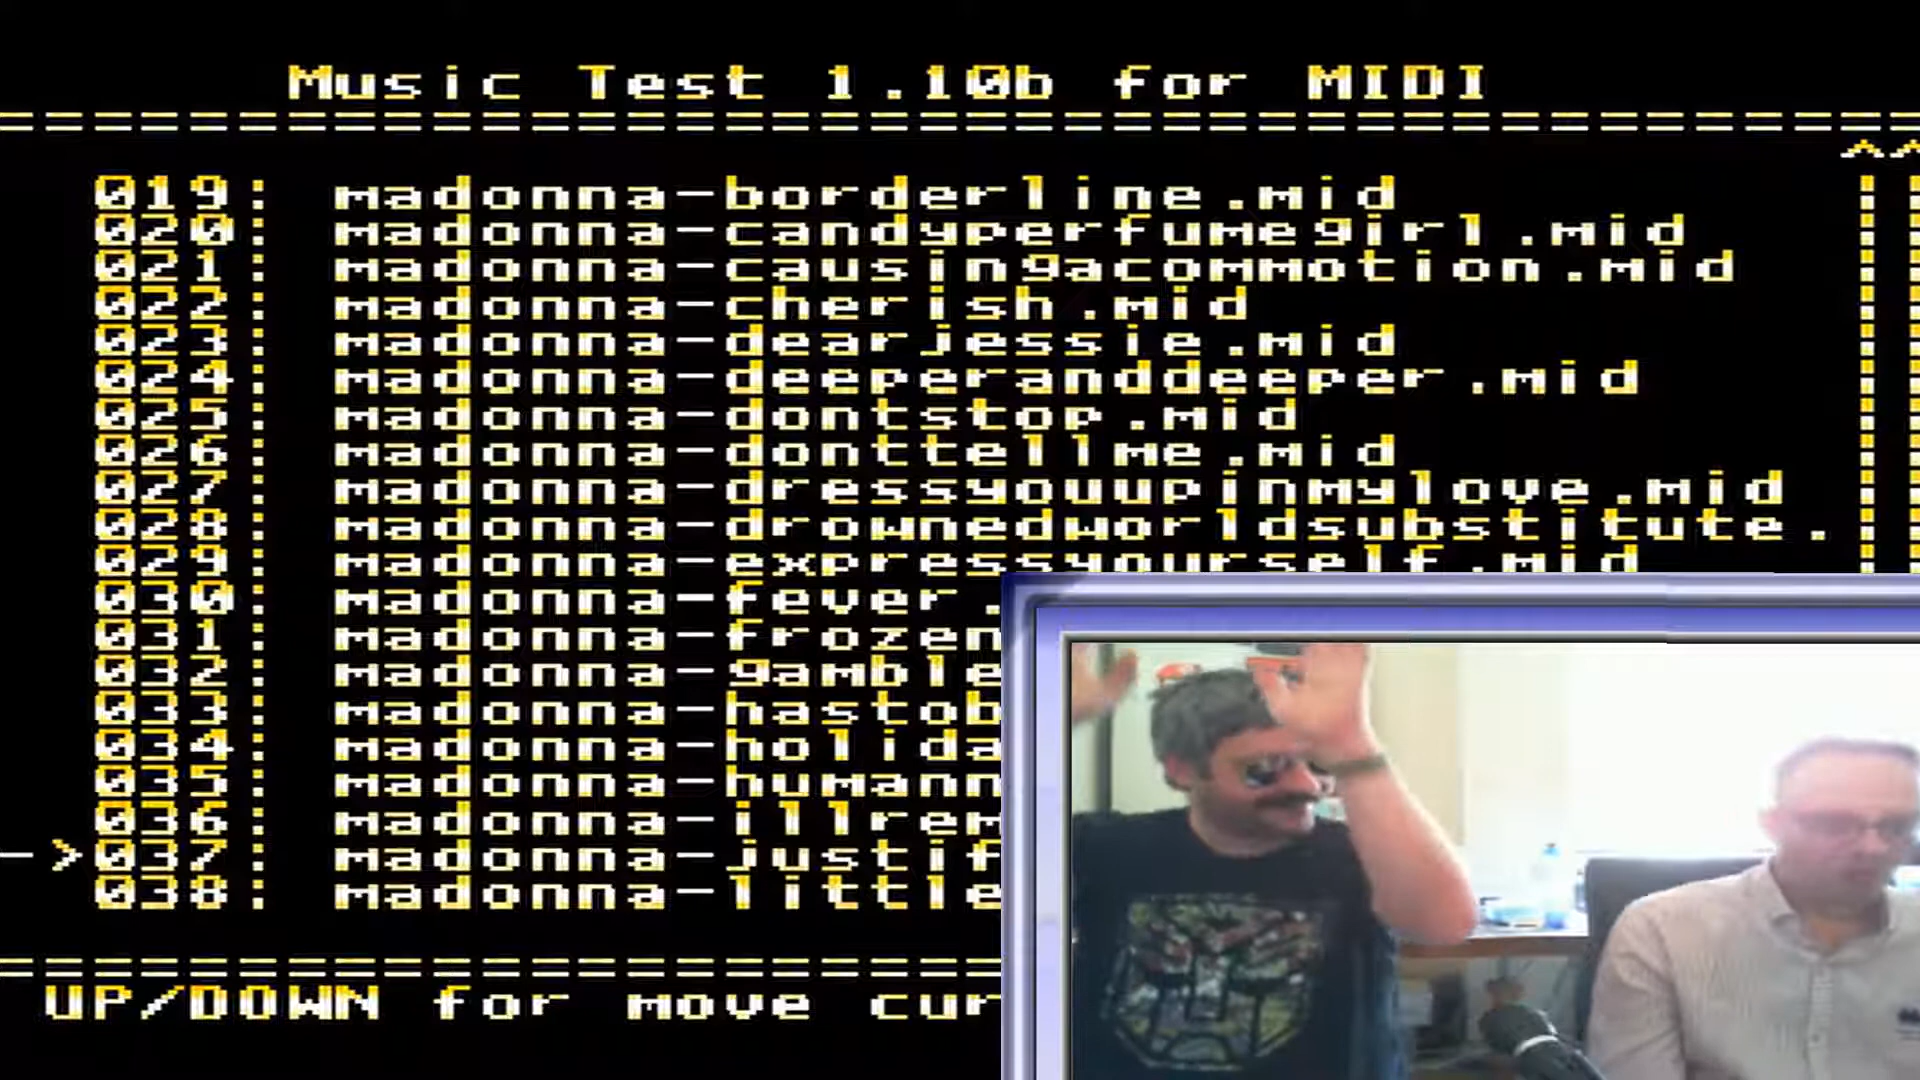 Music Test 1.10b for MIDI
========================================
^^
019: madonna-borderline.mid
020: madonna-candyperfumegirl.mid
021: madonna-causingacommotion.mid
022: madonna-cherish.mid
023: madonna-dearjessie.mid
024: madonna-deeperanddeeper.mid
025: madonna-dontstop.mid
026: madonna-donttellme.mid
027: madonna-dressyouupinmylove.mid
028: madonna-drownedworldsubstitute.
029: madonna-expressyourself.mid
030: madonna-fever.
031: madonna-frozen
032: madonna-gamble
033: madonna-hastob
034: madonna-holida
035: madonna-humann
036: madonna-illrem
->037: madonna-justif
038: madonna-little
=====================
UP/DOWN for move cur